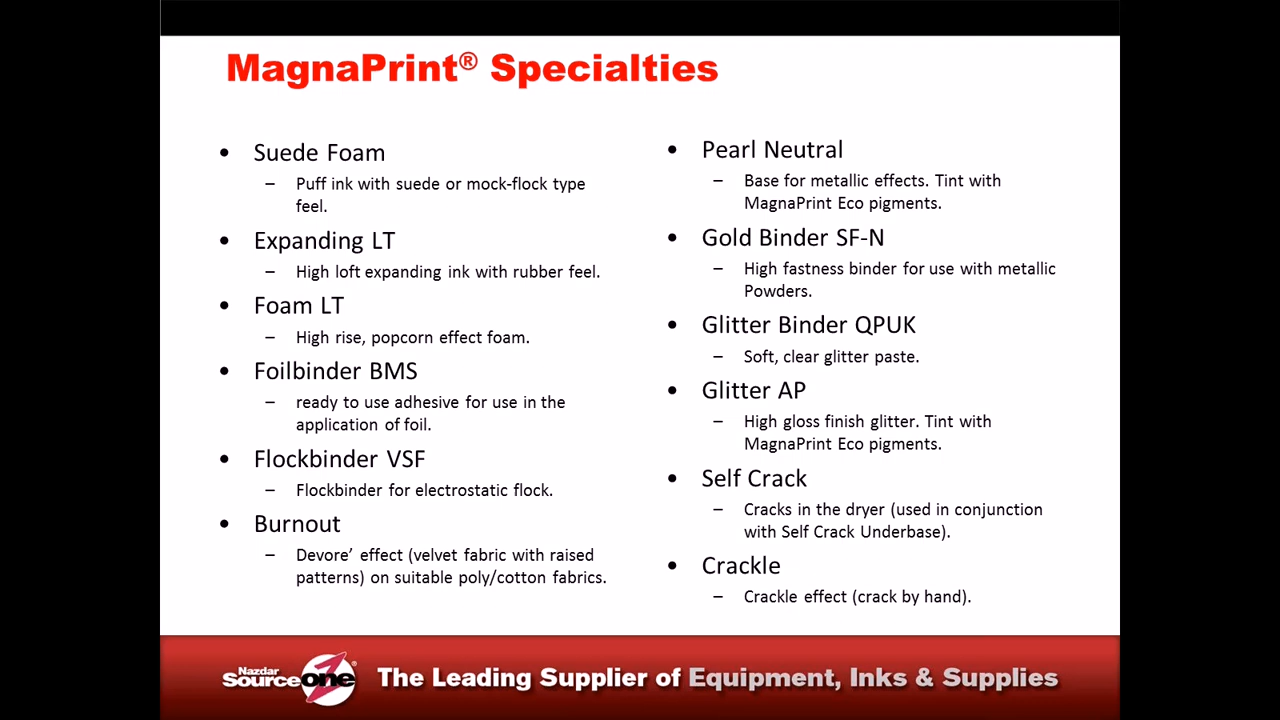 MagnaPrint® Specialties
• Suede Foam
– Puff ink with suede or mock-flock type
feel.
• Expanding LT
– High loft expanding ink with rubber feel.
• Foam LT
– High rise, popcorn effect foam.
• Foilbinder BMS
– ready to use adhesive for use in the
application of foil.
• Flockbinder VSF
– Flockbinder for electrostatic flock.
• Burnout
– Devore’ effect (velvet fabric with raised
patterns) on suitable poly/cotton fabrics.
• Pearl Neutral
– Base for metallic effects. Tint with
MagnaPrint Eco pigments.
• Gold Binder SF-N
– High fastness binder for use with metallic
Powders.
• Glitter Binder QPUK
– Soft, clear glitter paste.
• Glitter AP
– High gloss finish glitter. Tint with
MagnaPrint Eco pigments.
• Self Crack
– Cracks in the dryer (used in conjunction
with Self Crack Underbase).
• Crackle
– Crackle effect (crack by hand).
Nazdar
sourceone®
The Leading Supplier of Equipment, Inks & Supplies